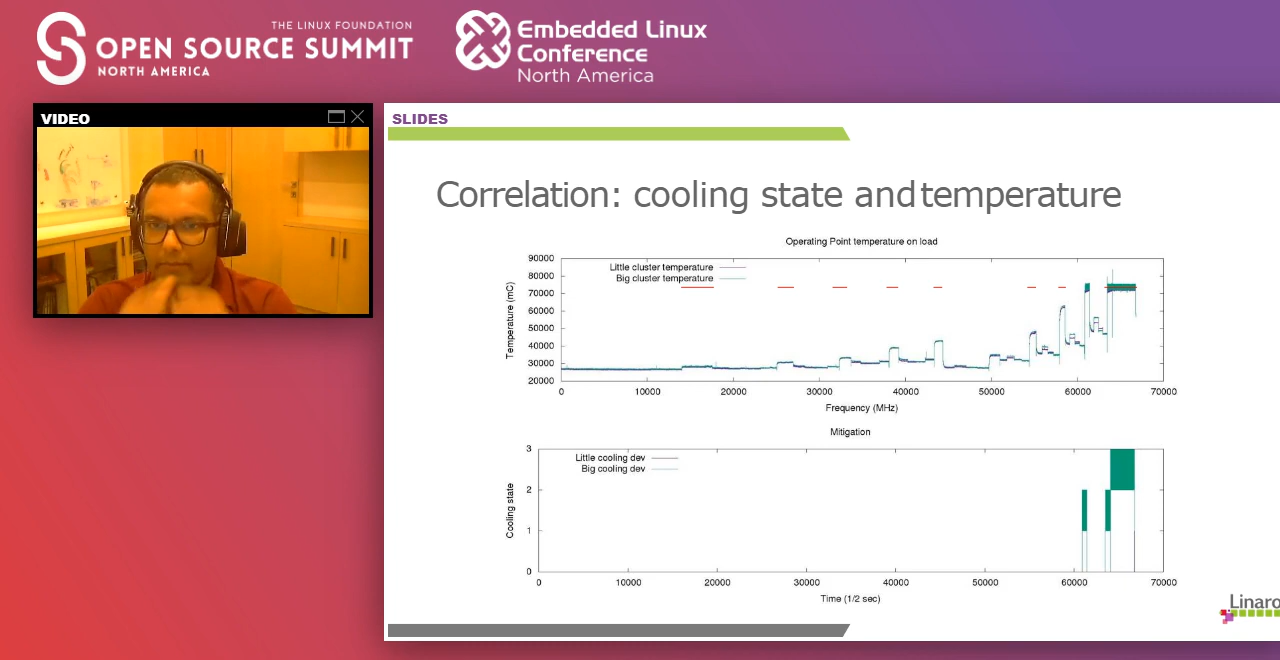 THE LINUX FOUNDATION
OPEN SOURCE SUMMIT
NORTH AMERICA
Embedded Linux
Conference
North America
VIDEO
SLIDES
Correlation: cooling state and temperature
Operating Point temperature on load
Little cluster temperature
Big cluster temperature
Temperature (mC)
90000
80000
70000
60000
50000
40000
30000
20000
0 10000 20000 30000 40000 50000 60000 70000
Frequency (MHz)
Mitigation
Little cooling dev
Big cooling dev
Cooling state
3
2
1
0
0 10000 20000 30000 40000 50000 60000 70000
Time (1/2 sec)
Linaro